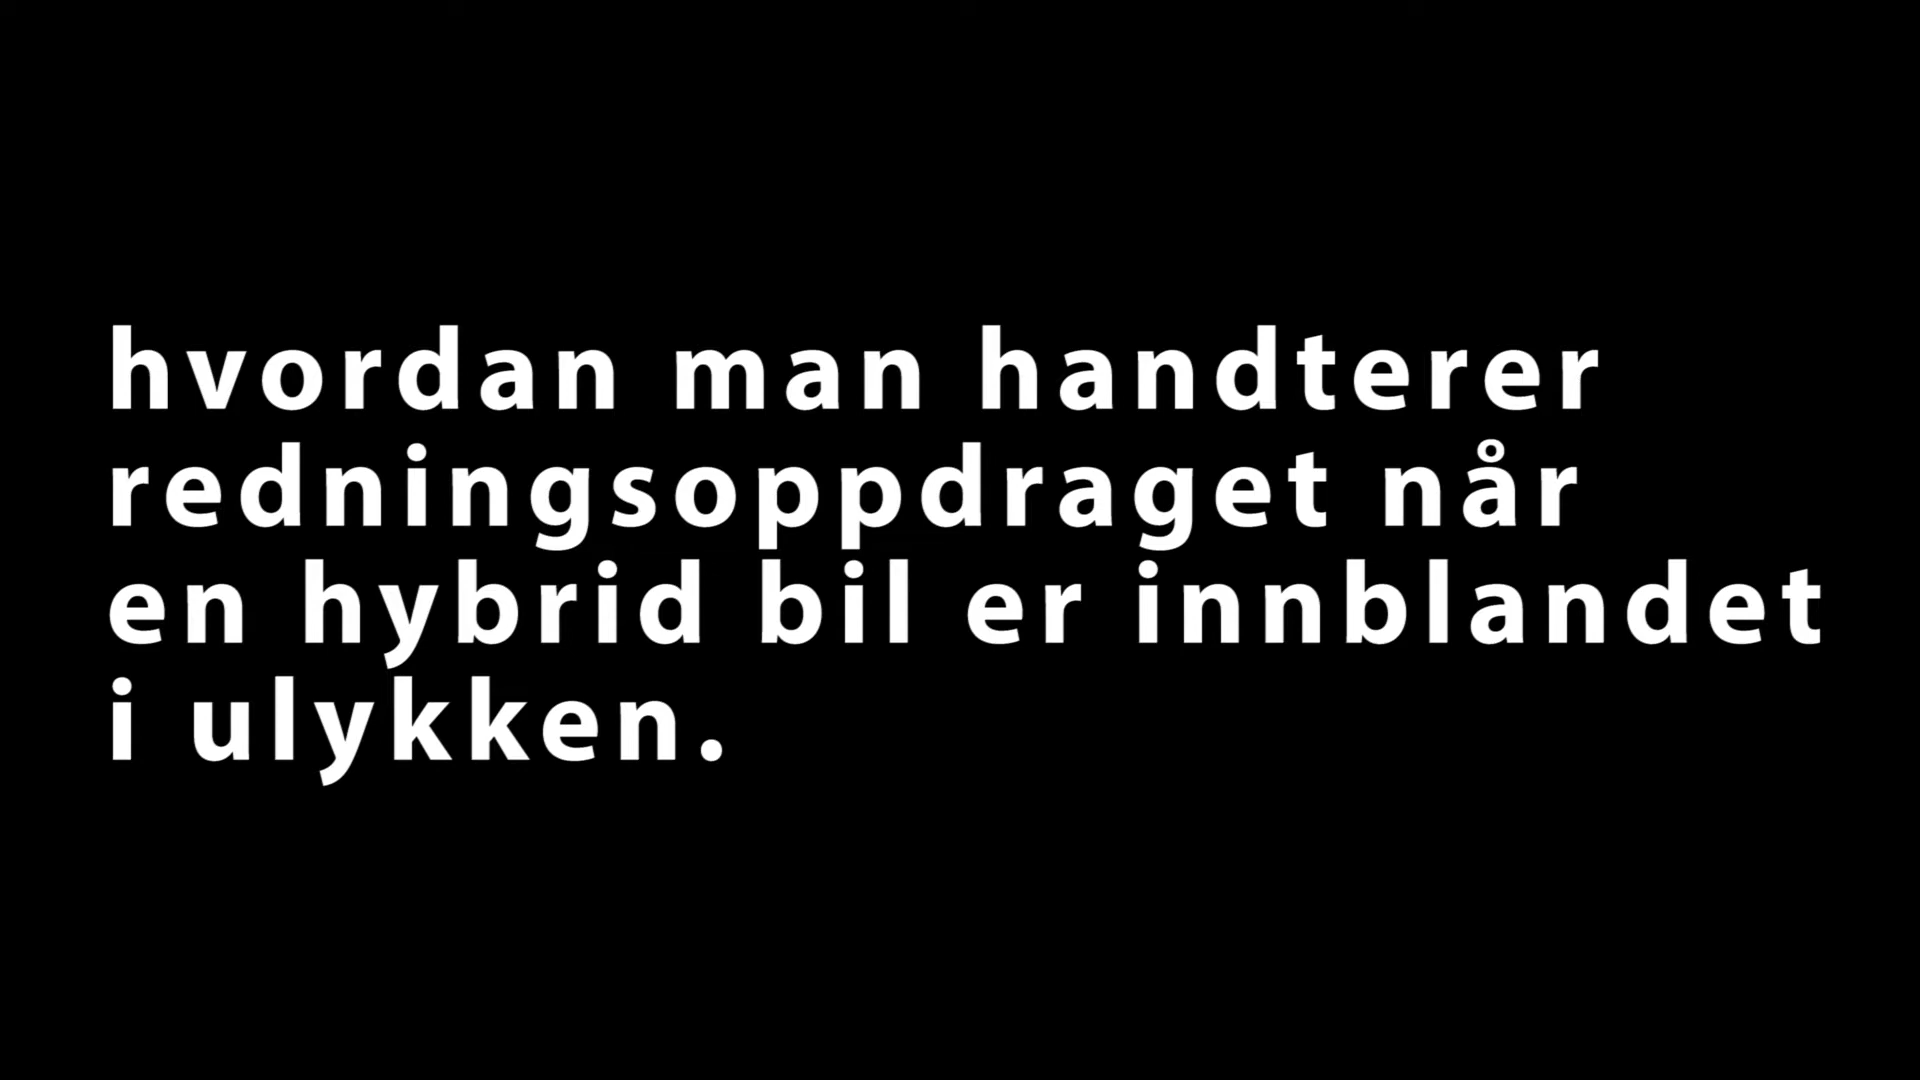 hvordan man handterer
redningsoppdraget når
en hybrid bil er innblandet
i ulykken.